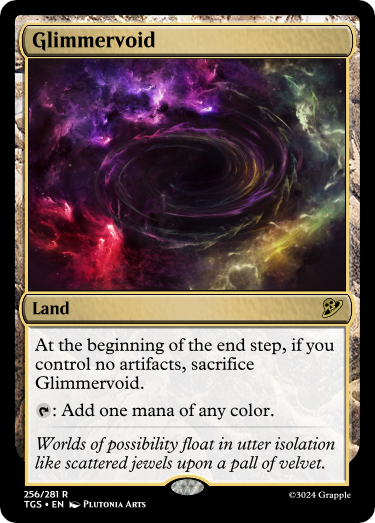 Glimmervoid
Land
At the beginning of the end step, if you
control no artifacts, sacrifice
Glimmervoid.
: Add one mana of any color.
Worlds of possibility float in utter isolation
like scattered jewels upon a pall of velvet.
256/281 R
TGS • EN Plutonia Arts
©3024 Grapple